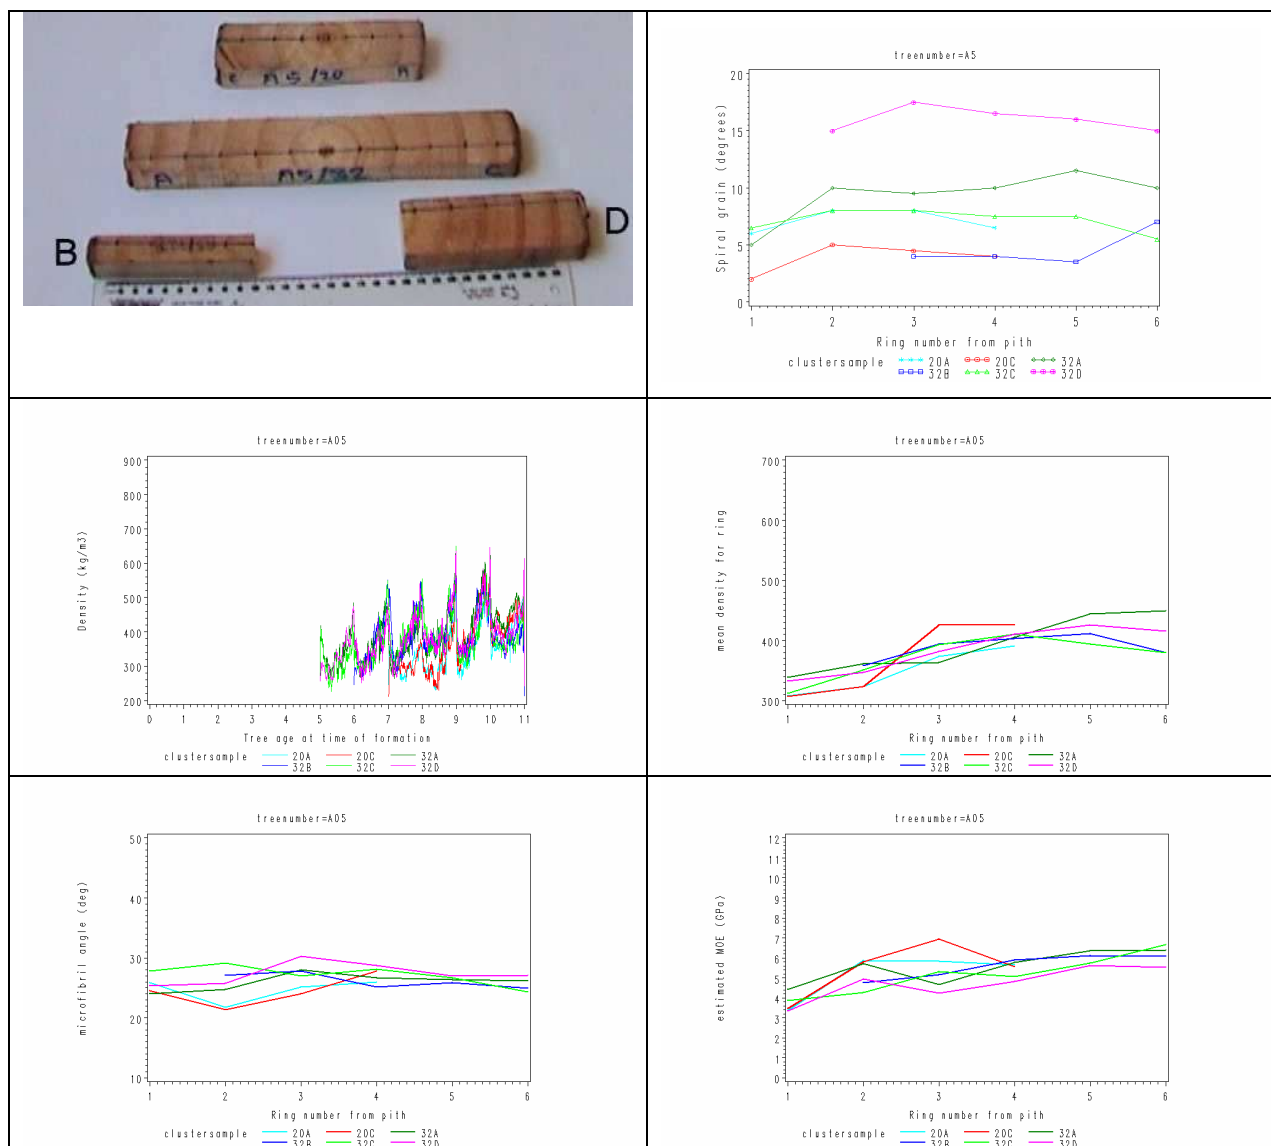 C A5/20 A
A A5/32 C
B
D
treenumber=A5
20
15
10
5
0
Spiral grain (degrees)
1 2 3 4 5 6
Ring number from pith
clustersample 20A 20C 32A
32B 32C 32D
treenumber=A05
900
800
700
600
500
400
300
200
Density (kg/m3)
0 1 2 3 4 5 6 7 8 9 10 11
Tree age at time of formation
clustersample 20A 20C 32A
32B 32C 32D
treenumber=A05
700
600
500
400
300
mean density for ring
1 2 3 4 5 6
Ring number from pith
clustersample 20A 20C 32A
32B 32C 32D
treenumber=A05
50
40
30
20
10
microfibril angle (deg)
1 2 3 4 5 6
Ring number from pith
clustersample 20A 20C 32A
32B 32C 32D
treenumber=A05
12
11
10
9
8
7
6
5
4
3
2
1
0
estimated MOE (GPa)
1 2 3 4 5 6
Ring number from pith
clustersample 20A 20C 32A
32B 32C 32D